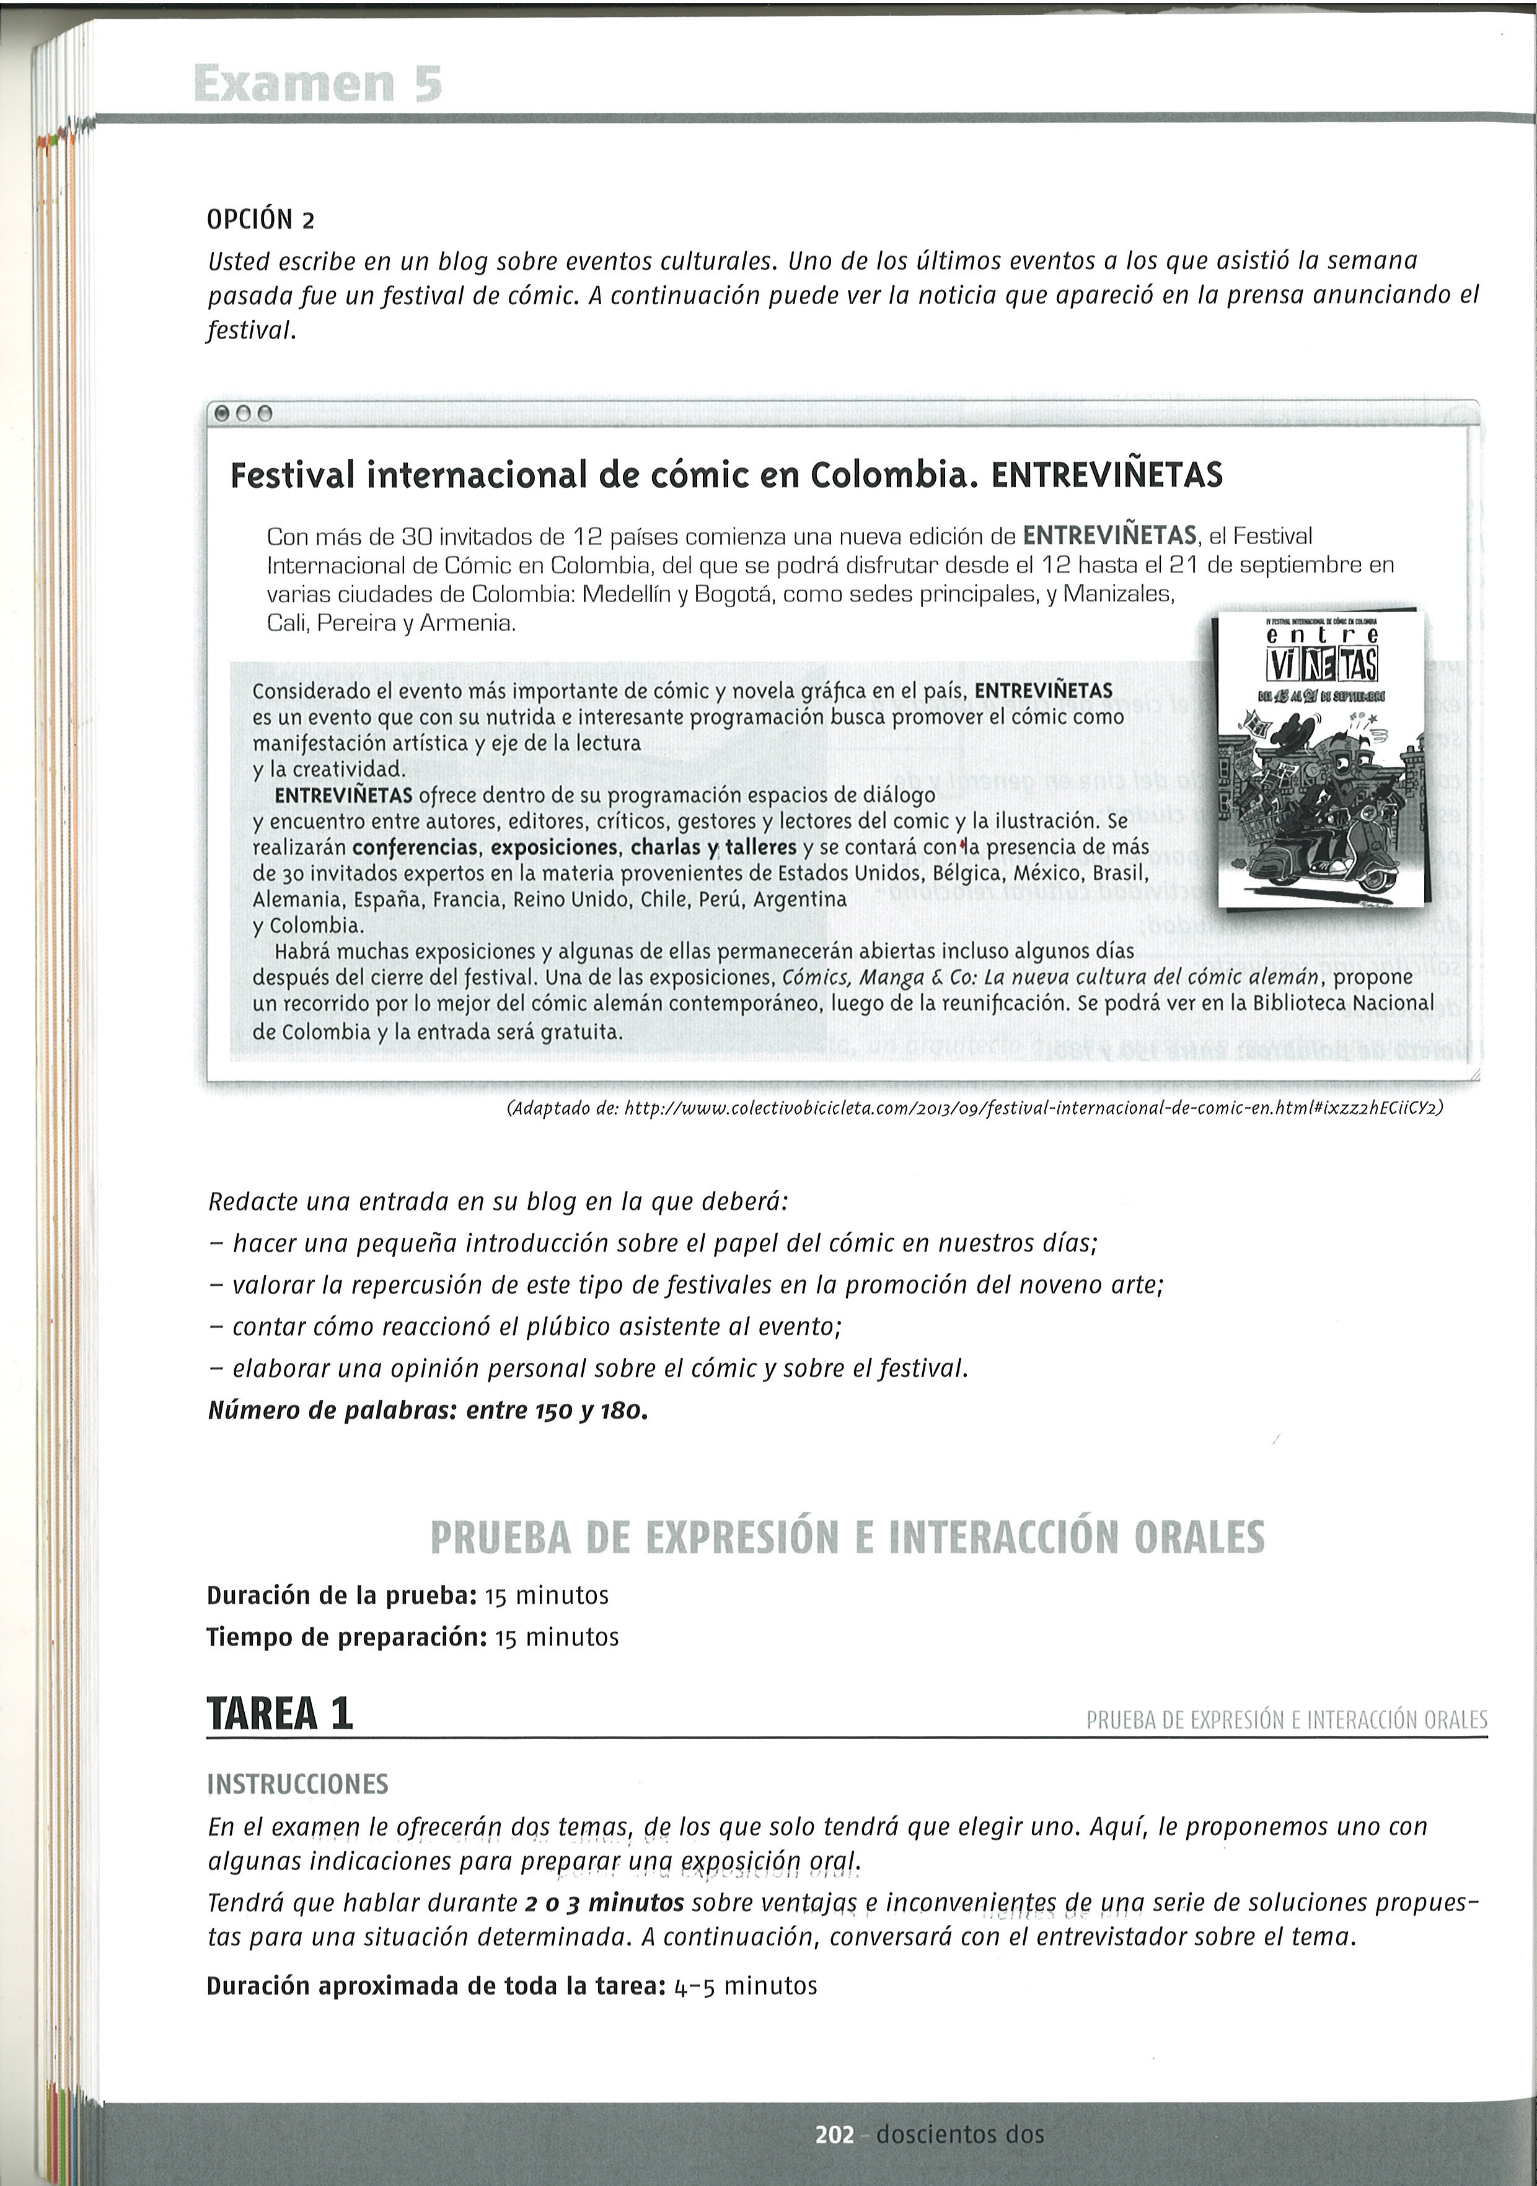 Examen 5
OPCIÓN 2
Usted escribe en un blog sobre eventos culturales. Uno de los últimos eventos a los que asistió la semana
pasada fue un festival de cómic. A continuación puede ver la noticia que apareció en la prensa anunciando el
festival.
Festival internacional de cómic en Colombia. ENTREVIÑETAS
Con más de 30 invitados de 12 países comienza una nueva edición de ENTREVIÑETAS, el Festival
Internacional de Cómic en Colombia, del que se podrá disfrutar desde el 12 hasta el 21 de septiembre en
varias ciudades de Colombia: Medellín y Bogotá, como sedes principales, y Manizales,
Cali, Pereira y Armenia.
IV FESTIVAL INTERNACIONAL DE CÓMIC EN COLOMBIA
entre
VIÑETAS
DEL 13 AL 21 DE SEPTIEMBRE
Considerado el evento más importante de cómic y novela gráfica en el país, ENTREVIÑETAS
es un evento que con su nutrida e interesante programación busca promover el cómic como
manifestación artística y eje de la lectura
y la creatividad.
ENTREVIÑETAS ofrece dentro de su programación espacios de diálogo
y encuentro entre autores, editores, críticos, gestores y lectores del comic y la ilustración. Se
realizarán conferencias, exposiciones, charlas y talleres y se contará con la presencia de más
de 30 invitados expertos en la materia provenientes de Estados Unidos, Bélgica, México, Brasil,
Alemania, España, Francia, Reino Unido, Chile, Perú, Argentina
y Colombia.
Habrá muchas exposiciones y algunas de ellas permanecerán abiertas incluso algunos días
después del cierre del festival. Una de las exposiciones, Cómics, Manga & Co: La nueva cultura del cómic alemán, propone
un recorrido por lo mejor del cómic alemán contemporáneo, luego de la reunificación. Se podrá ver en la Biblioteca Nacional
de Colombia y la entrada será gratuita.
(Adaptado de: http://www.colectivobicicleta.com/2013/09/festival-internacional-de-comic-en.html#ixzz2hECiiCY2)
Redacte una entrada en su blog en la que deberá:
– hacer una pequeña introducción sobre el papel del cómic en nuestros días;
– valorar la repercusión de este tipo de festivales en la promoción del noveno arte;
– contar cómo reaccionó el plúbico asistente al evento;
– elaborar una opinión personal sobre el cómic y sobre el festival.
Número de palabras: entre 150 y 180.
PRUEBA DE EXPRESIÓN E INTERACCIÓN ORALES
Duración de la prueba: 15 minutos
Tiempo de preparación: 15 minutos
TAREA 1 PRUEBA DE EXPRESIÓN E INTERACCIÓN ORALES
INSTRUCCIONES
En el examen le ofrecerán dos temas, de los que solo tendrá que elegir uno. Aquí, le proponemos uno con
algunas indicaciones para preparar una exposición oral.
Tendrá que hablar durante 2 o 3 minutos sobre ventajas e inconvenientes de una serie de soluciones propues-
tas para una situación determinada. A continuación, conversará con el entrevistador sobre el tema.
Duración aproximada de toda la tarea: 4–5 minutos
202 - doscientos dos